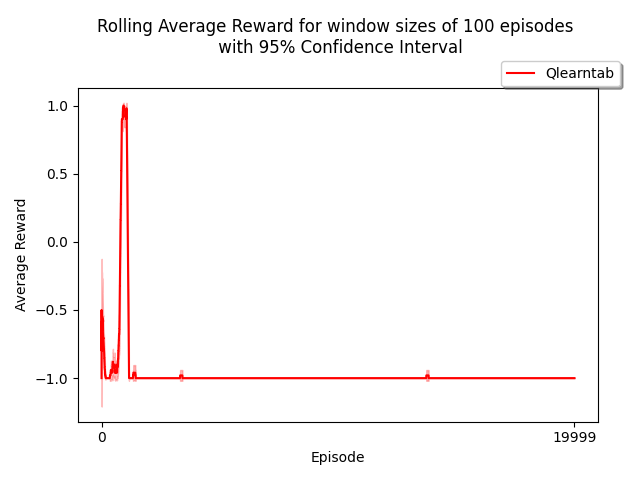 Rolling Average Reward for window sizes of 100 episodes
with 95% Confidence Interval
Qlearntab
1.0
0.5
0.0
−0.5
−1.0
Average Reward
0
19999
Episode